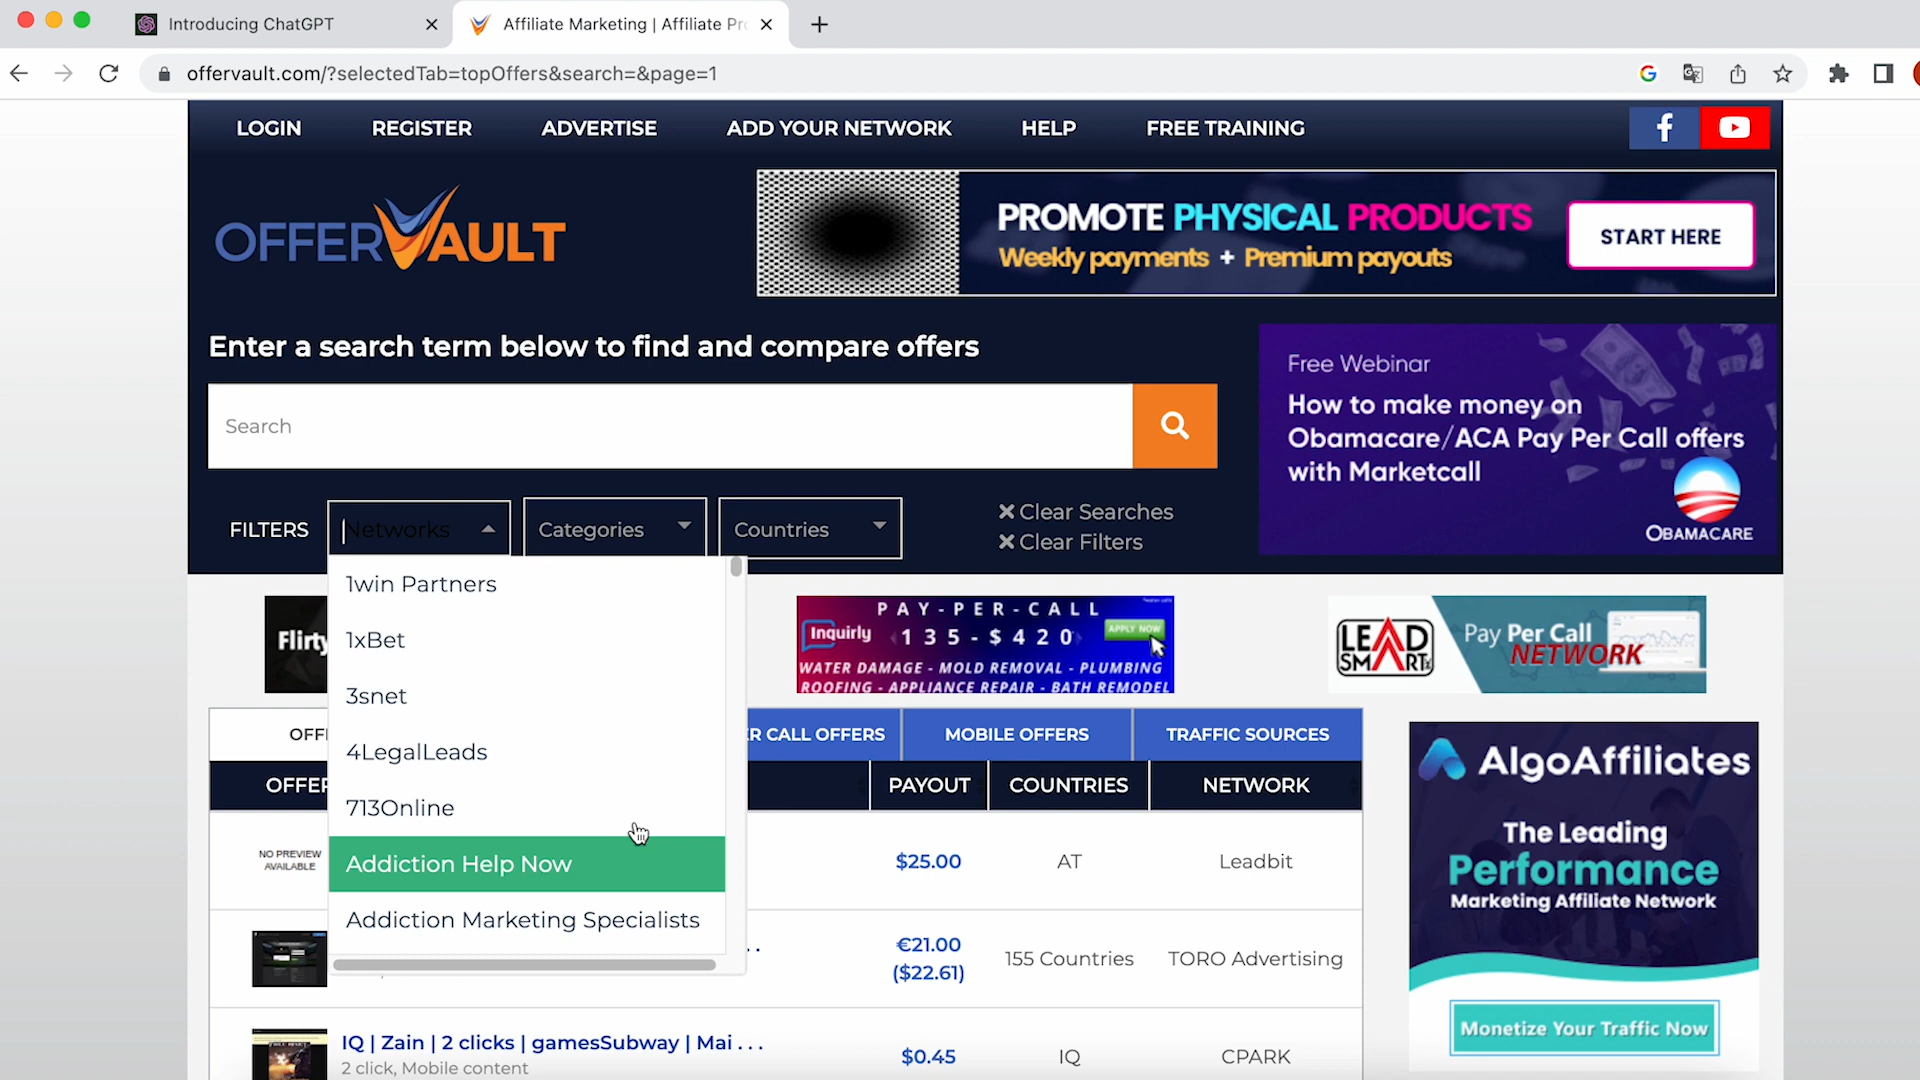 Introducing ChatGPT
Affiliate Marketing | Affiliate Pr
offervault.com/?selectedTab=topOffers&search=&page=1
LOGIN
REGISTER
ADVERTISE
ADD YOUR NETWORK
HELP
FREE TRAINING
OFFERVAULT
PROMOTE PHYSICAL PRODUCTS
Weekly payments + Premium payouts
START HERE
Enter a search term below to find and compare offers
Search
Free Webinar
How to make money on
Obamacare/ACA Pay Per Call offers
with Marketcall
OBAMACARE
FILTERS
Networks
Categories
Countries
Clear Searches
Clear Filters
1win Partners
1xBet
3snet
4LegalLeads
713Online
Addiction Help Now
Addiction Marketing Specialists
Flirty
PAY-PER-CALL
Inquirly
135-$420
APPLY NOW
WATER DAMAGE - MOLD REMOVAL - PLUMBING
ROOFING - APPLIANCE REPAIR - BATH REMODEL
LEAD
SMART
Pay Per Call
NETWORK
OFF
R CALL OFFERS
MOBILE OFFERS
TRAFFIC SOURCES
OFFER
PAYOUT
COUNTRIES
NETWORK
NO PREVIEW
AVAILABLE
$25.00
AT
Leadbit
. .
€21.00
($22.61)
155 Countries
TORO Advertising
IQ | Zain | 2 clicks | gamesSubway | Mai . . .
2 click, Mobile content
$0.45
IQ
CPARK
AlgoAffiliates
The Leading
Performance
Marketing Affiliate Network
Monetize Your Traffic Now